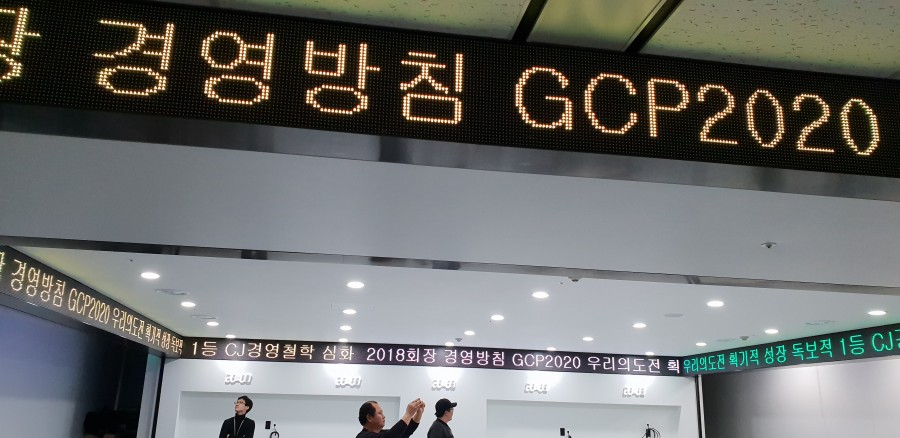 장 경영방침 GCP2020
경영방침 GCP2020 우리의도전 획기적 성장 독보적
1등 CJ경영철학 심화 2018회장 경영방침 GCP2020 우리의도전 획
우리의도전 획기적 성장 독보적 1등 CJ